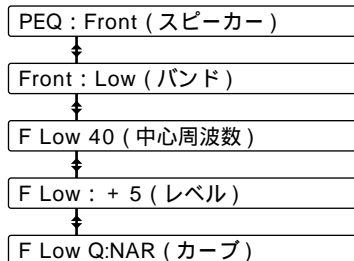 PEQ : Front ( スピーカー )
Front : Low ( バンド )
F Low 40 ( 中心周波数 )
F Low : + 5 ( レベル )
F Low Q:NAR ( カーブ )